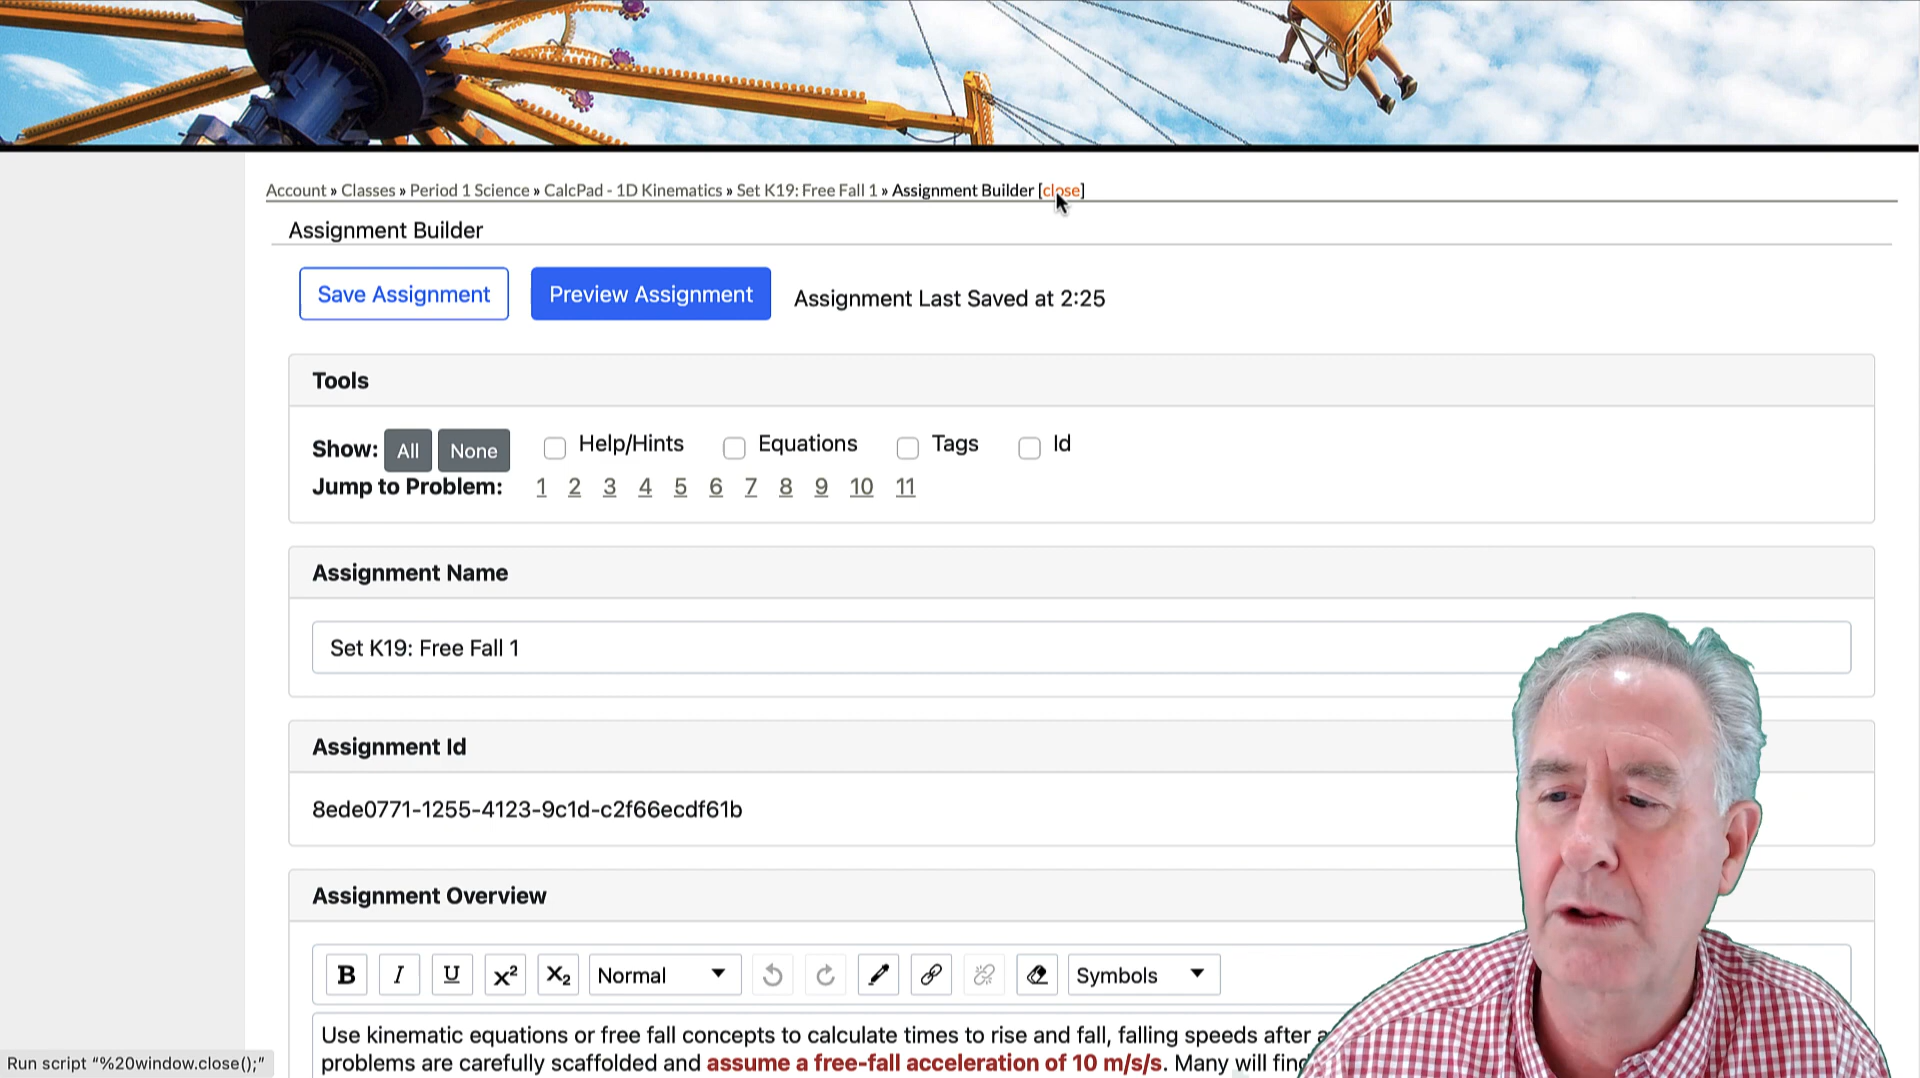 Account » Classes » Period 1 Science » CalcPad - 1D Kinematics » Set K19: Free Fall 1 » Assignment Builder [close]
Assignment Builder
Save Assignment Preview Assignment Assignment Last Saved at 2:25
Tools
Show: All None Help/Hints Equations Tags Id
Jump to Problem: 1 2 3 4 5 6 7 8 9 10 11
Assignment Name
Set K19: Free Fall 1
Assignment Id
8ede0771-1255-4123-9c1d-c2f66ecdf61b
Assignment Overview
B I U X² X₂ Normal Symbols
Use kinematic equations or free fall concepts to calculate times to rise and fall, falling speeds after
problems are carefully scaffolded and assume a free-fall acceleration of 10 m/s/s. Many will find
Run script “%20window.close();”